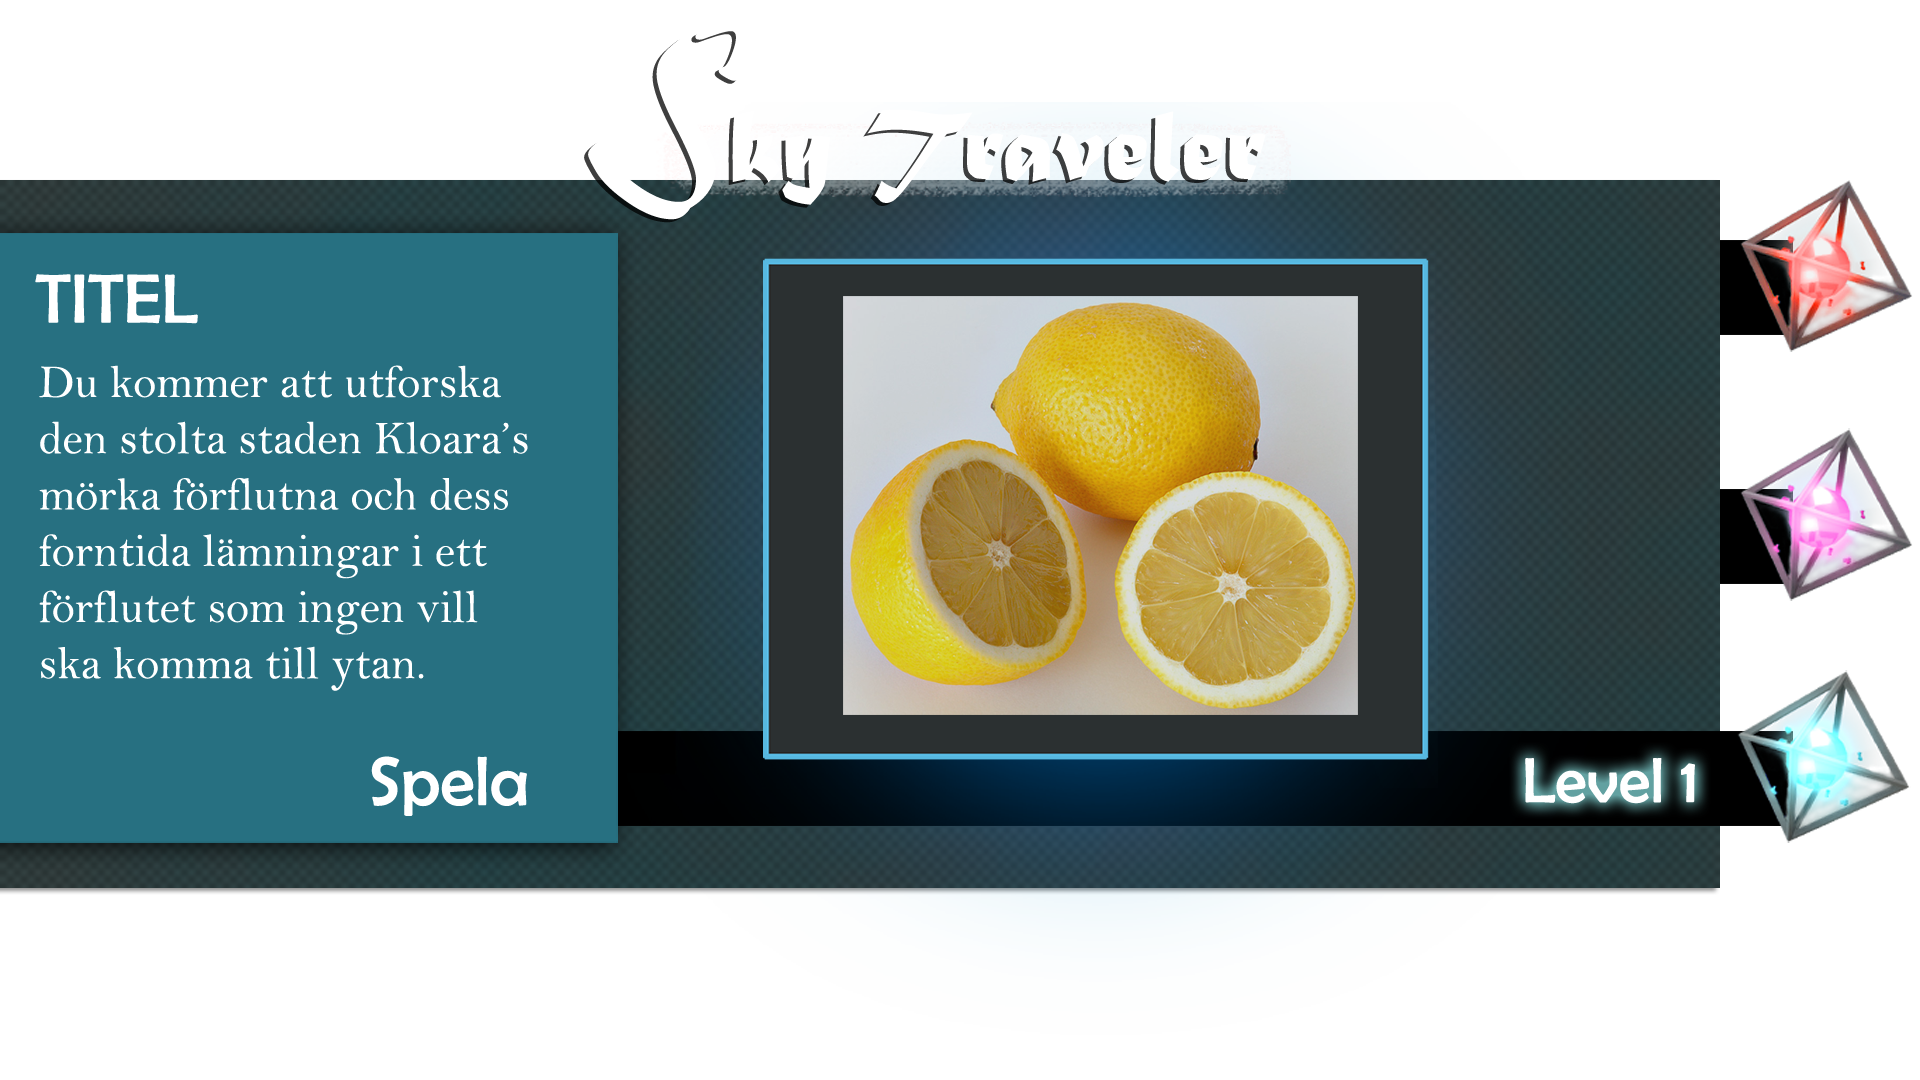 Sky Traveler
TITEL
Du kommer att utforska
den stolta staden Kloara’s
mörka förflutna och dess
forntida lämningar i ett
förflutet som ingen vill
ska komma till ytan.
Spela
Level 1